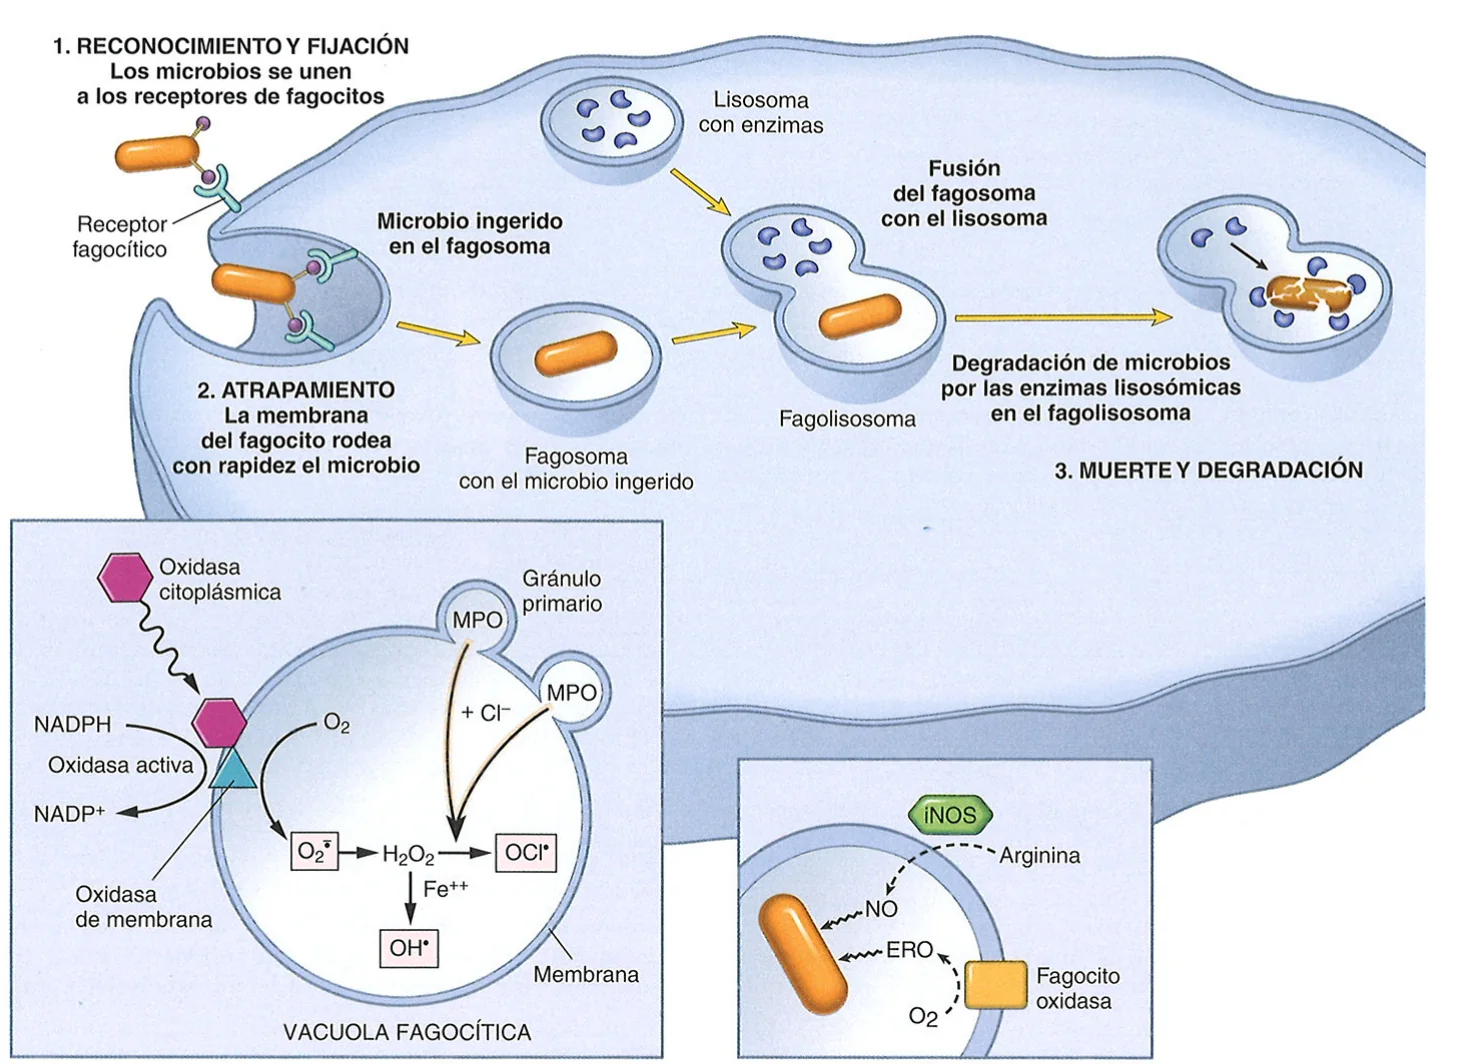 1. RECONOCIMIENTO Y FIJACIÓN
Los microbios se unen
a los receptores de fagocitos
Receptor
fagocítico
Microbio ingerido
en el fagosoma
Lisosoma
con enzimas
Fusión
del fagosoma
con el lisosoma
2. ATRAPAMIENTO
La membrana
del fagocito rodea
con rapidez el microbio
Fagosoma
con el microbio ingerido
Fagolisosoma
Degradación de microbios
por las enzimas lisosómicas
en el fagolisosoma
3. MUERTE Y DEGRADACIÓN
Oxidasa
citoplásmica
Gránulo
primario
MPO
MPO
+ Cl⁻
NADPH
O₂
Oxidasa activa
NADP⁺
O₂⁻•
H₂O₂
OCl•
Fe⁺⁺
OH•
Oxidasa
de membrana
Membrana
VACUOLA FAGOCÍTICA
iNOS
Arginina
NO
ERO
O₂
Fagocito
oxidasa